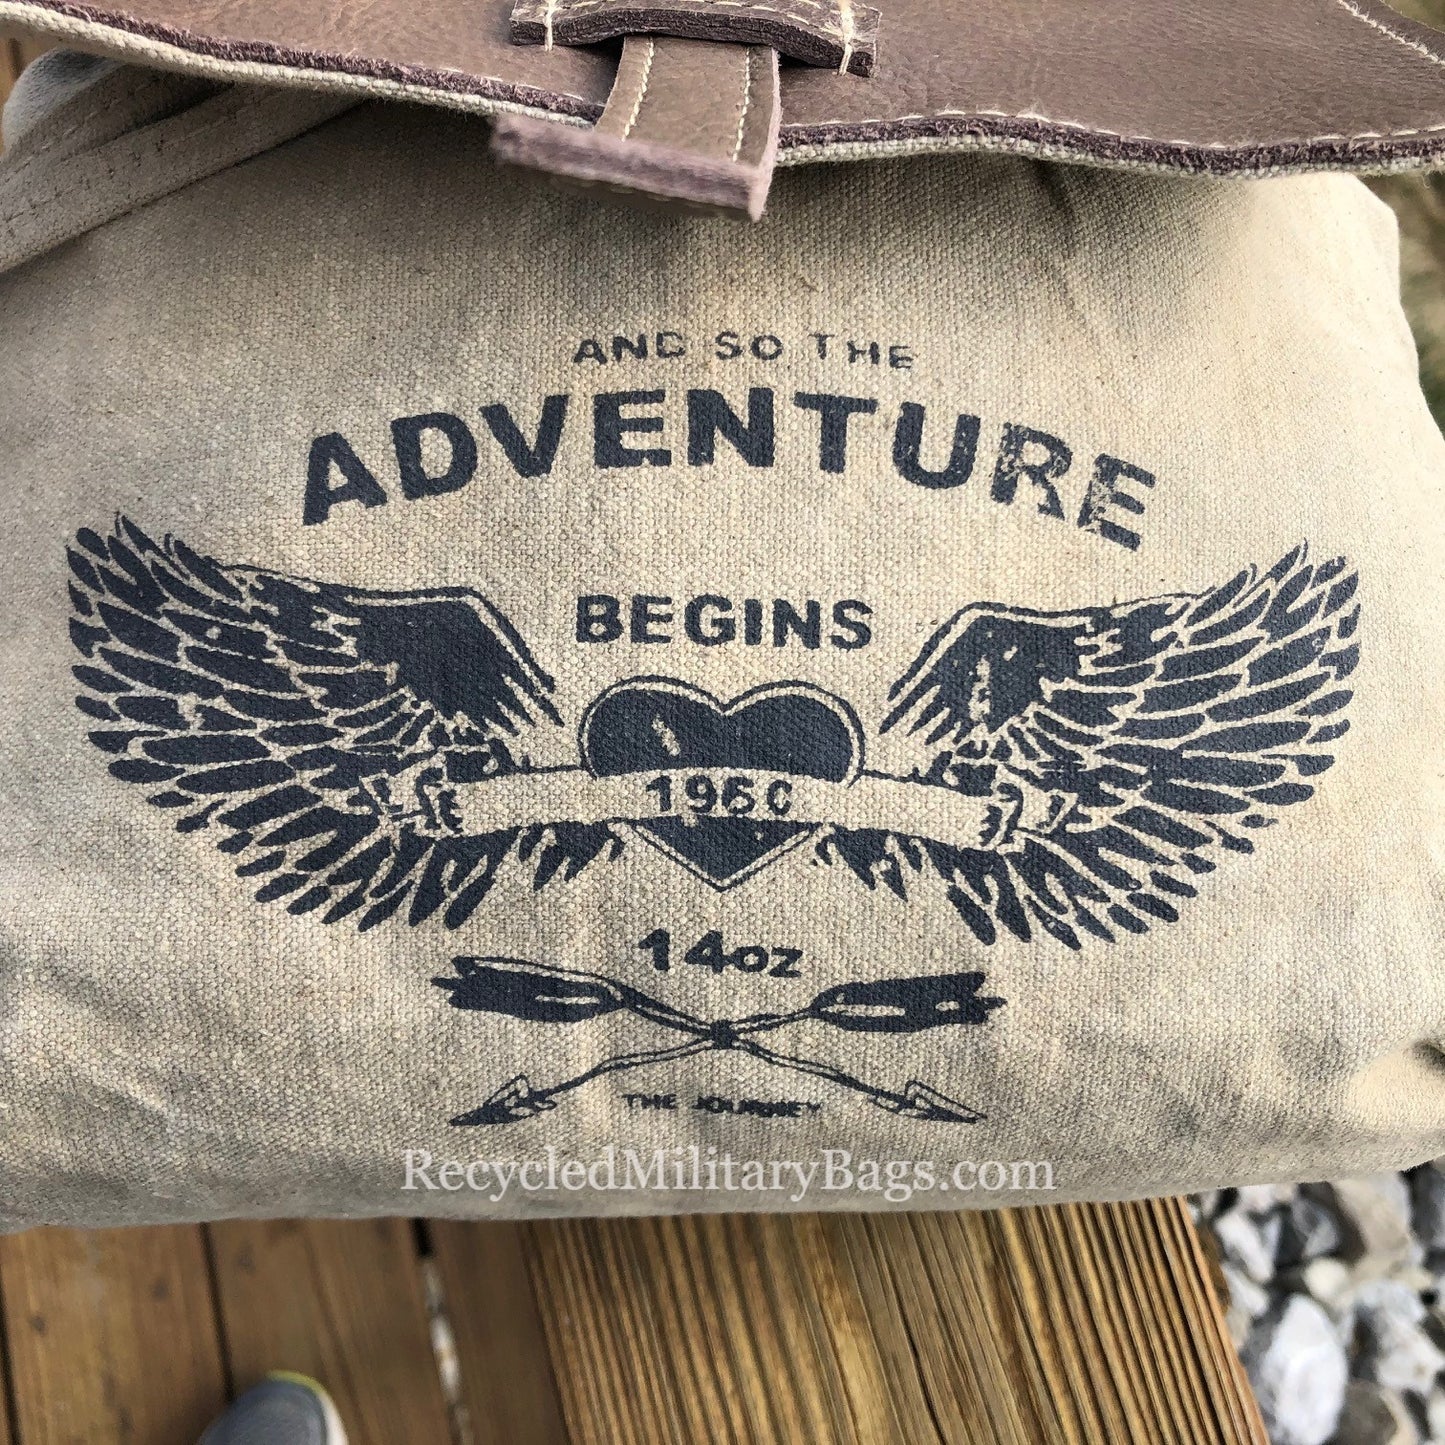 AND SO THE
ADVENTURE
BEGINS
1960
14oz
THE JOURNEY
RecycledMilitaryBags.com